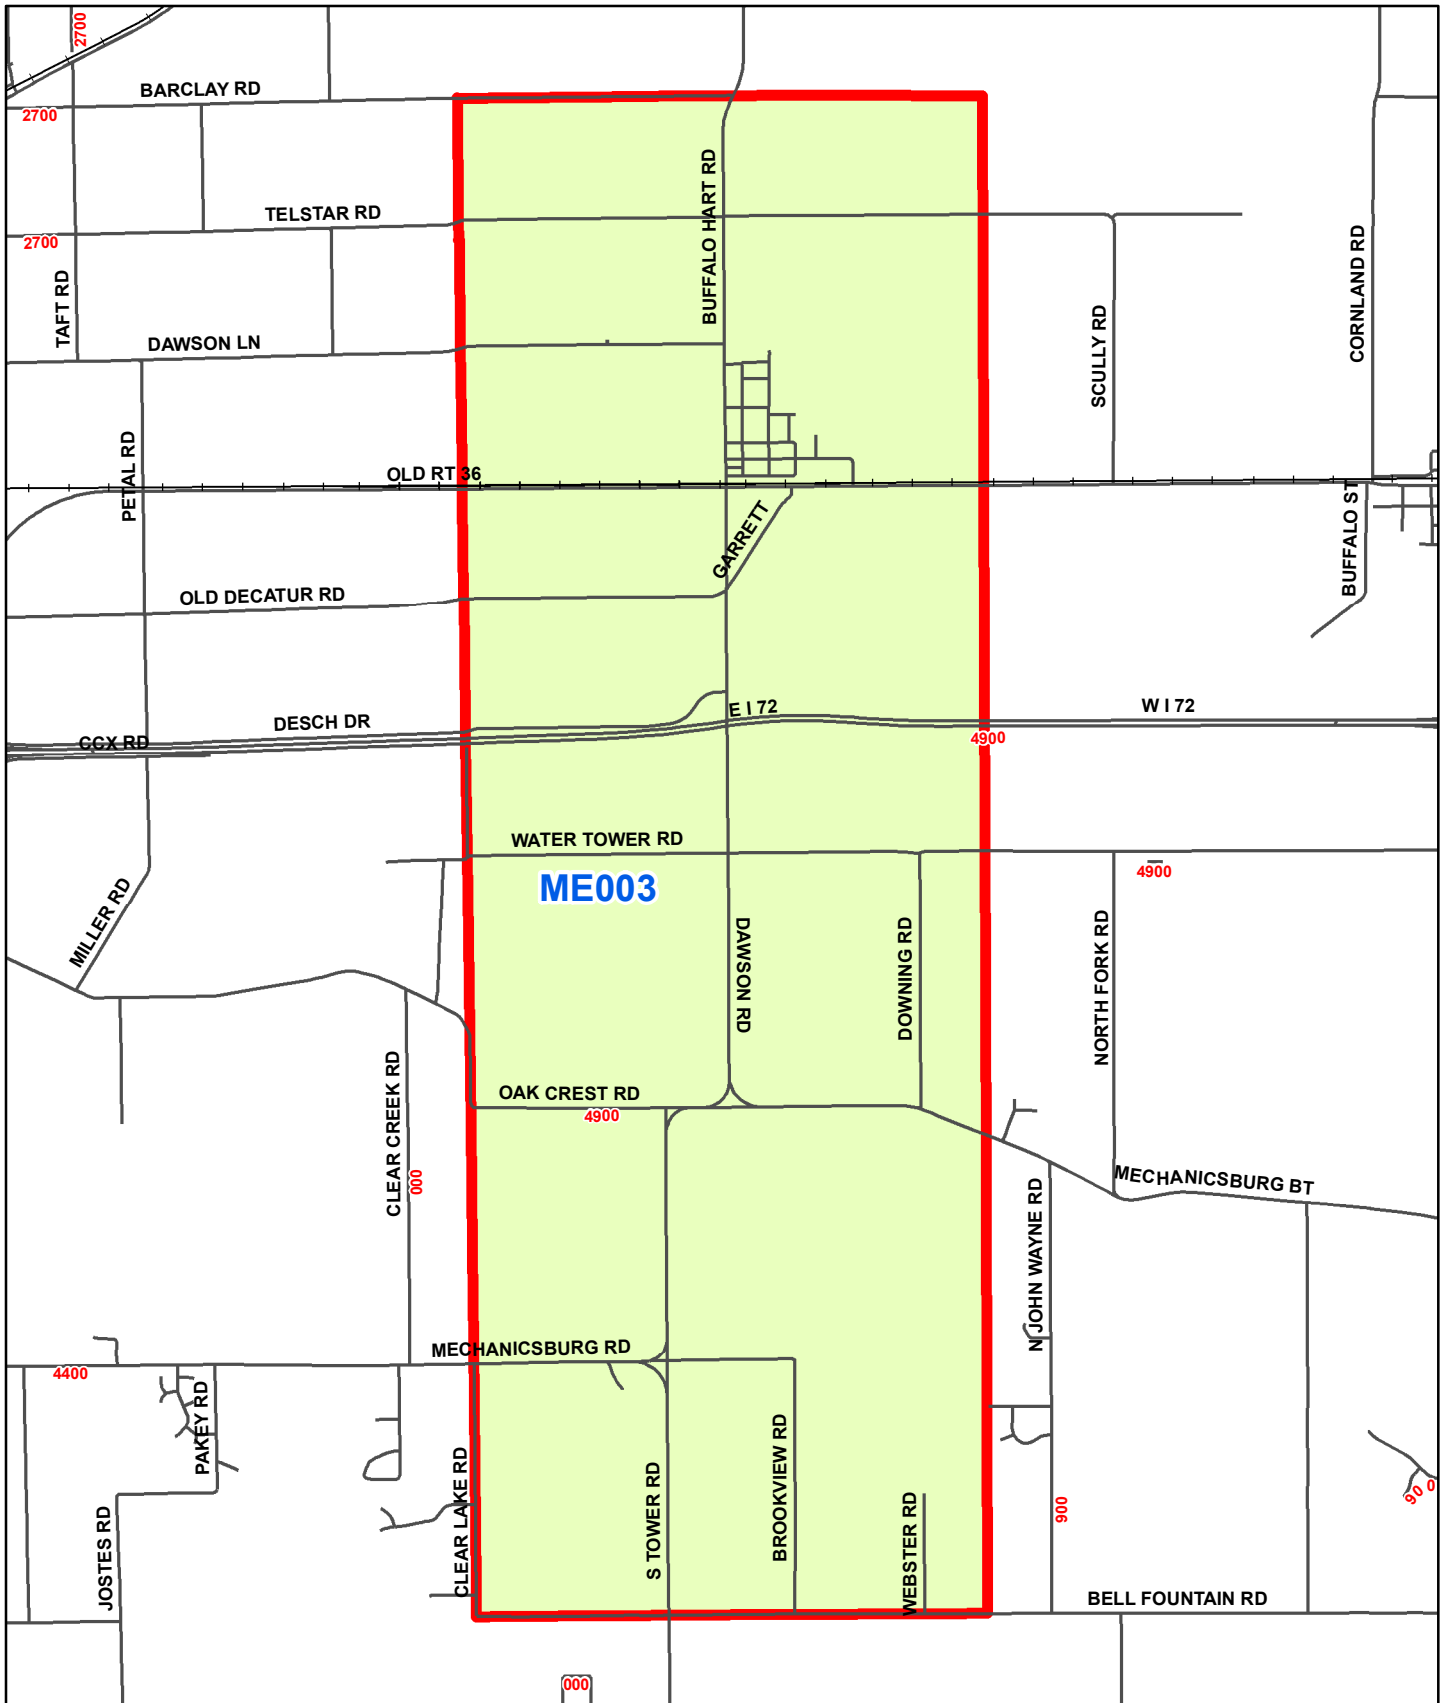 2700
BARCLAY RD
2700
BUFFALO HART RD
TELSTAR RD
2700
TAFT RD
CORNLAND RD
SCULLY RD
DAWSON LN
PETAL RD
OLD RT 36
GARRETT
BUFFALO ST
OLD DECATUR RD
E I 72
W I 72
DESCH DR
CCX RD
4900
WATER TOWER RD
4900
ME003
MILLER RD
DAWSON RD
DOWNING RD
NORTH FORK RD
OAK CREST RD
4900
CLEAR CREEK RD
000
MECHANICSBURG BT
N JOHN WAYNE RD
MECHANICSBURG RD
4400
PAKEY RD
CLEAR LAKE RD
S TOWER RD
BROOKVIEW RD
WEBSTER RD
900
90 0
JOSTES RD
BELL FOUNTAIN RD
000